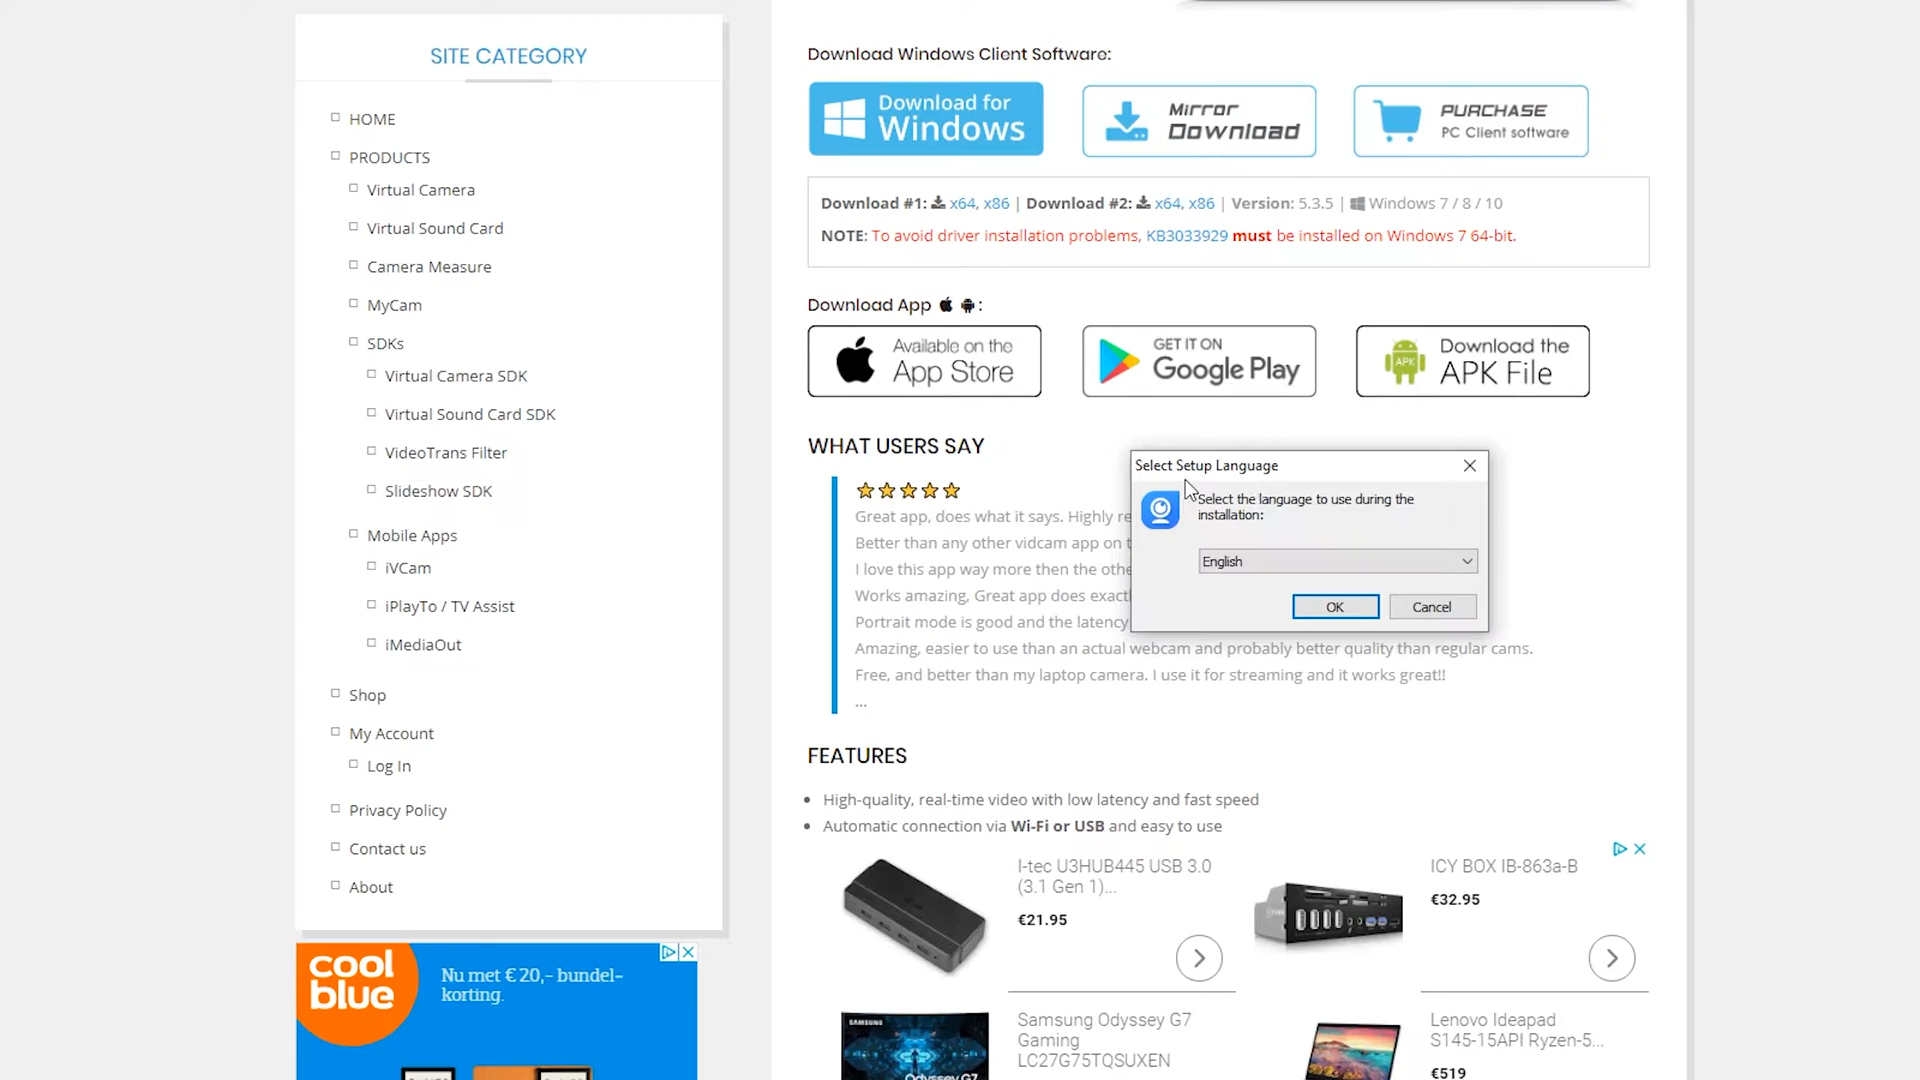 SITE CATEGORY
HOME
PRODUCTS
Virtual Camera
Virtual Sound Card
Camera Measure
MyCam
SDKs
Virtual Camera SDK
Virtual Sound Card SDK
VideoTrans Filter
Slideshow SDK
Mobile Apps
iVCam
iPlayTo / TV Assist
iMediaOut
Shop
My Account
Log In
Privacy Policy
Contact us
About
cool
blue
Nu met € 20,- bundel-
korting.
Download Windows Client Software:
Download for
Windows
Mirror
Download
PURCHASE
PC Client software
Download #1: x64, x86 | Download #2: x64, x86 | Version: 5.3.5 | Windows 7 / 8 / 10
NOTE: To avoid driver installation problems, KB3033929 must be installed on Windows 7 64-bit.
Download App :
Available on the
App Store
GET IT ON
Google Play
APK
Download the
APK File
WHAT USERS SAY
Great app, does what it says. Highly re
Better than any other vidcam app on t
I love this app way more then the othe
Works amazing, Great app does exactl
Portrait mode is good and the latency
Amazing, easier to use than an actual webcam and probably better quality than regular cams.
Free, and better than my laptop camera. I use it for streaming and it works great!!
...
Select Setup Language
Select the language to use during the
installation:
English
OK
Cancel
FEATURES
High-quality, real-time video with low latency and fast speed
Automatic connection via Wi-Fi or USB and easy to use
I-tec U3HUB445 USB 3.0
(3.1 Gen 1)...
€21.95
ICY BOX IB-863a-B
€32.95
SAMSUNG
Odyssey G7
Samsung Odyssey G7
Gaming
LC27G75TQSUXEN
Lenovo Ideapad
S145-15API Ryzen-5...
€519